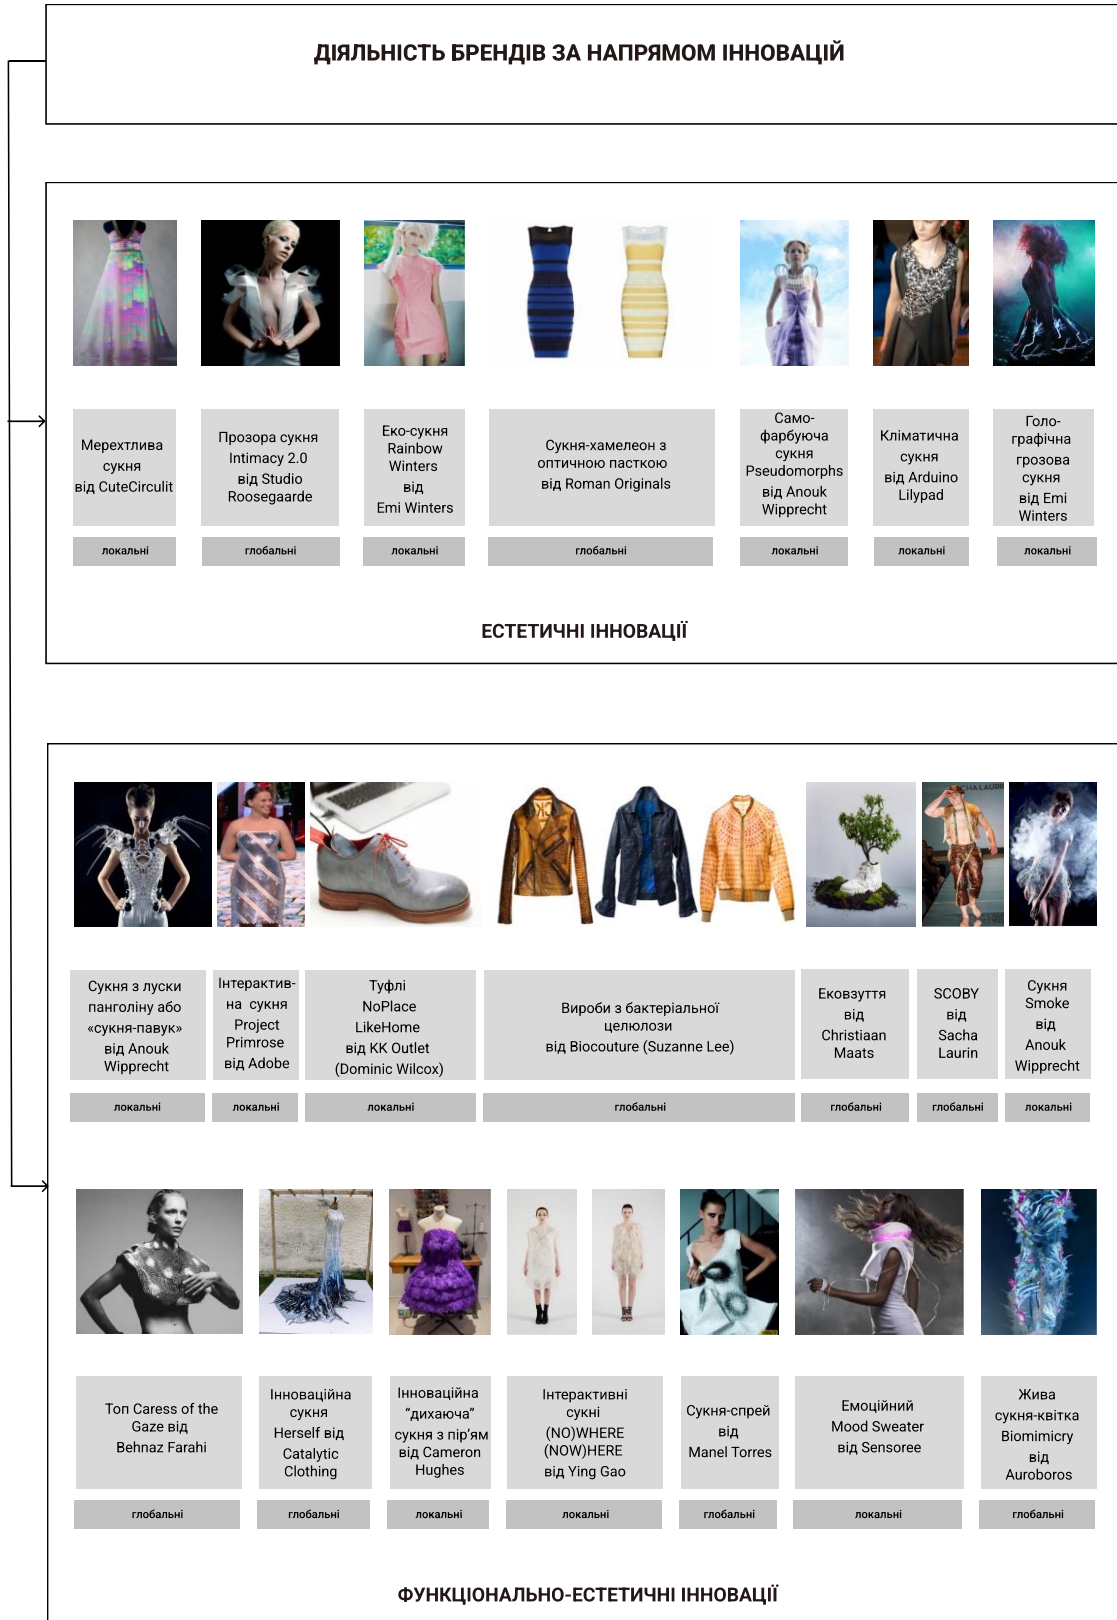 ДІЯЛЬНІСТЬ БРЕНДІВ ЗА НАПРЯМОМ ІННОВАЦІЙ
Мерехтлива
сукня
від CuteCirculit
Прозора сукня
Intimacy 2.0
від Studio
Roosegaarde
Еко-сукня
Rainbow
Winters
від
Emi Winters
Сукня-хамелеон з
оптичною пасткою
від Roman Originals
Само-
фарбуюча
сукня
Pseudomorphs
від Anouk
Wipprecht
Кліматична
сукня
від Arduino
Lilypad
Голо-
графічна
грозова
сукня
від Emi
Winters
локальні
глобальні
локальні
глобальні
локальні
локальні
локальні
ЕСТЕТИЧНІ ІННОВАЦІЇ
CHA LAURI
Сукня з луски
панголіну або
«сукня-павук»
від Anouk
Wipprecht
Інтерактив-
на сукня
Project
Primrose
від Adobe
Туфлі
NoPlace
LikeHome
від KK Outlet
(Dominic Wilcox)
Вироби з бактеріальної
целюлози
від Biocouture (Suzanne Lee)
Ековзуття
від
Christiaan
Maats
SCOBY
від
Sacha
Laurin
Сукня
Smoke
від
Anouk
Wipprecht
локальні
локальні
локальні
глобальні
глобальні
глобальні
локальні
Топ Caress of the
Gaze від
Behnaz Farahi
Інноваційна
сукня
Herself від
Catalytic
Clothing
Інноваційна
“дихаюча”
сукня з пір’ям
від Cameron
Hughes
Інтерактивні
сукні
(NO)WHERE
(NOW)HERE
від Ying Gao
Сукня-спрей
від
Manel Torres
Емоційний
Mood Sweater
від Sensoree
Жива
сукня-квітка
Biomimicry
від
Auroboros
глобальні
глобальні
локальні
локальні
глобальні
локальні
глобальні
ФУНКЦІОНАЛЬНО-ЕСТЕТИЧНІ ІННОВАЦІЇ